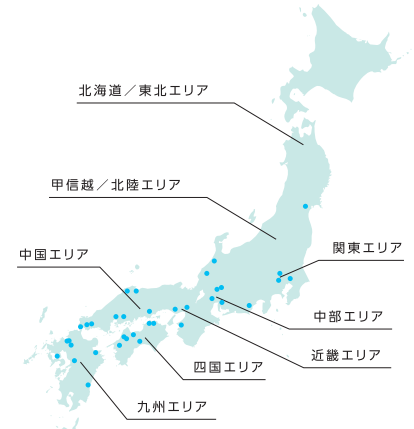 北海道／東北エリア
甲信越／北陸エリア
関東エリア
中国エリア
中部エリア
近畿エリア
四国エリア
九州エリア